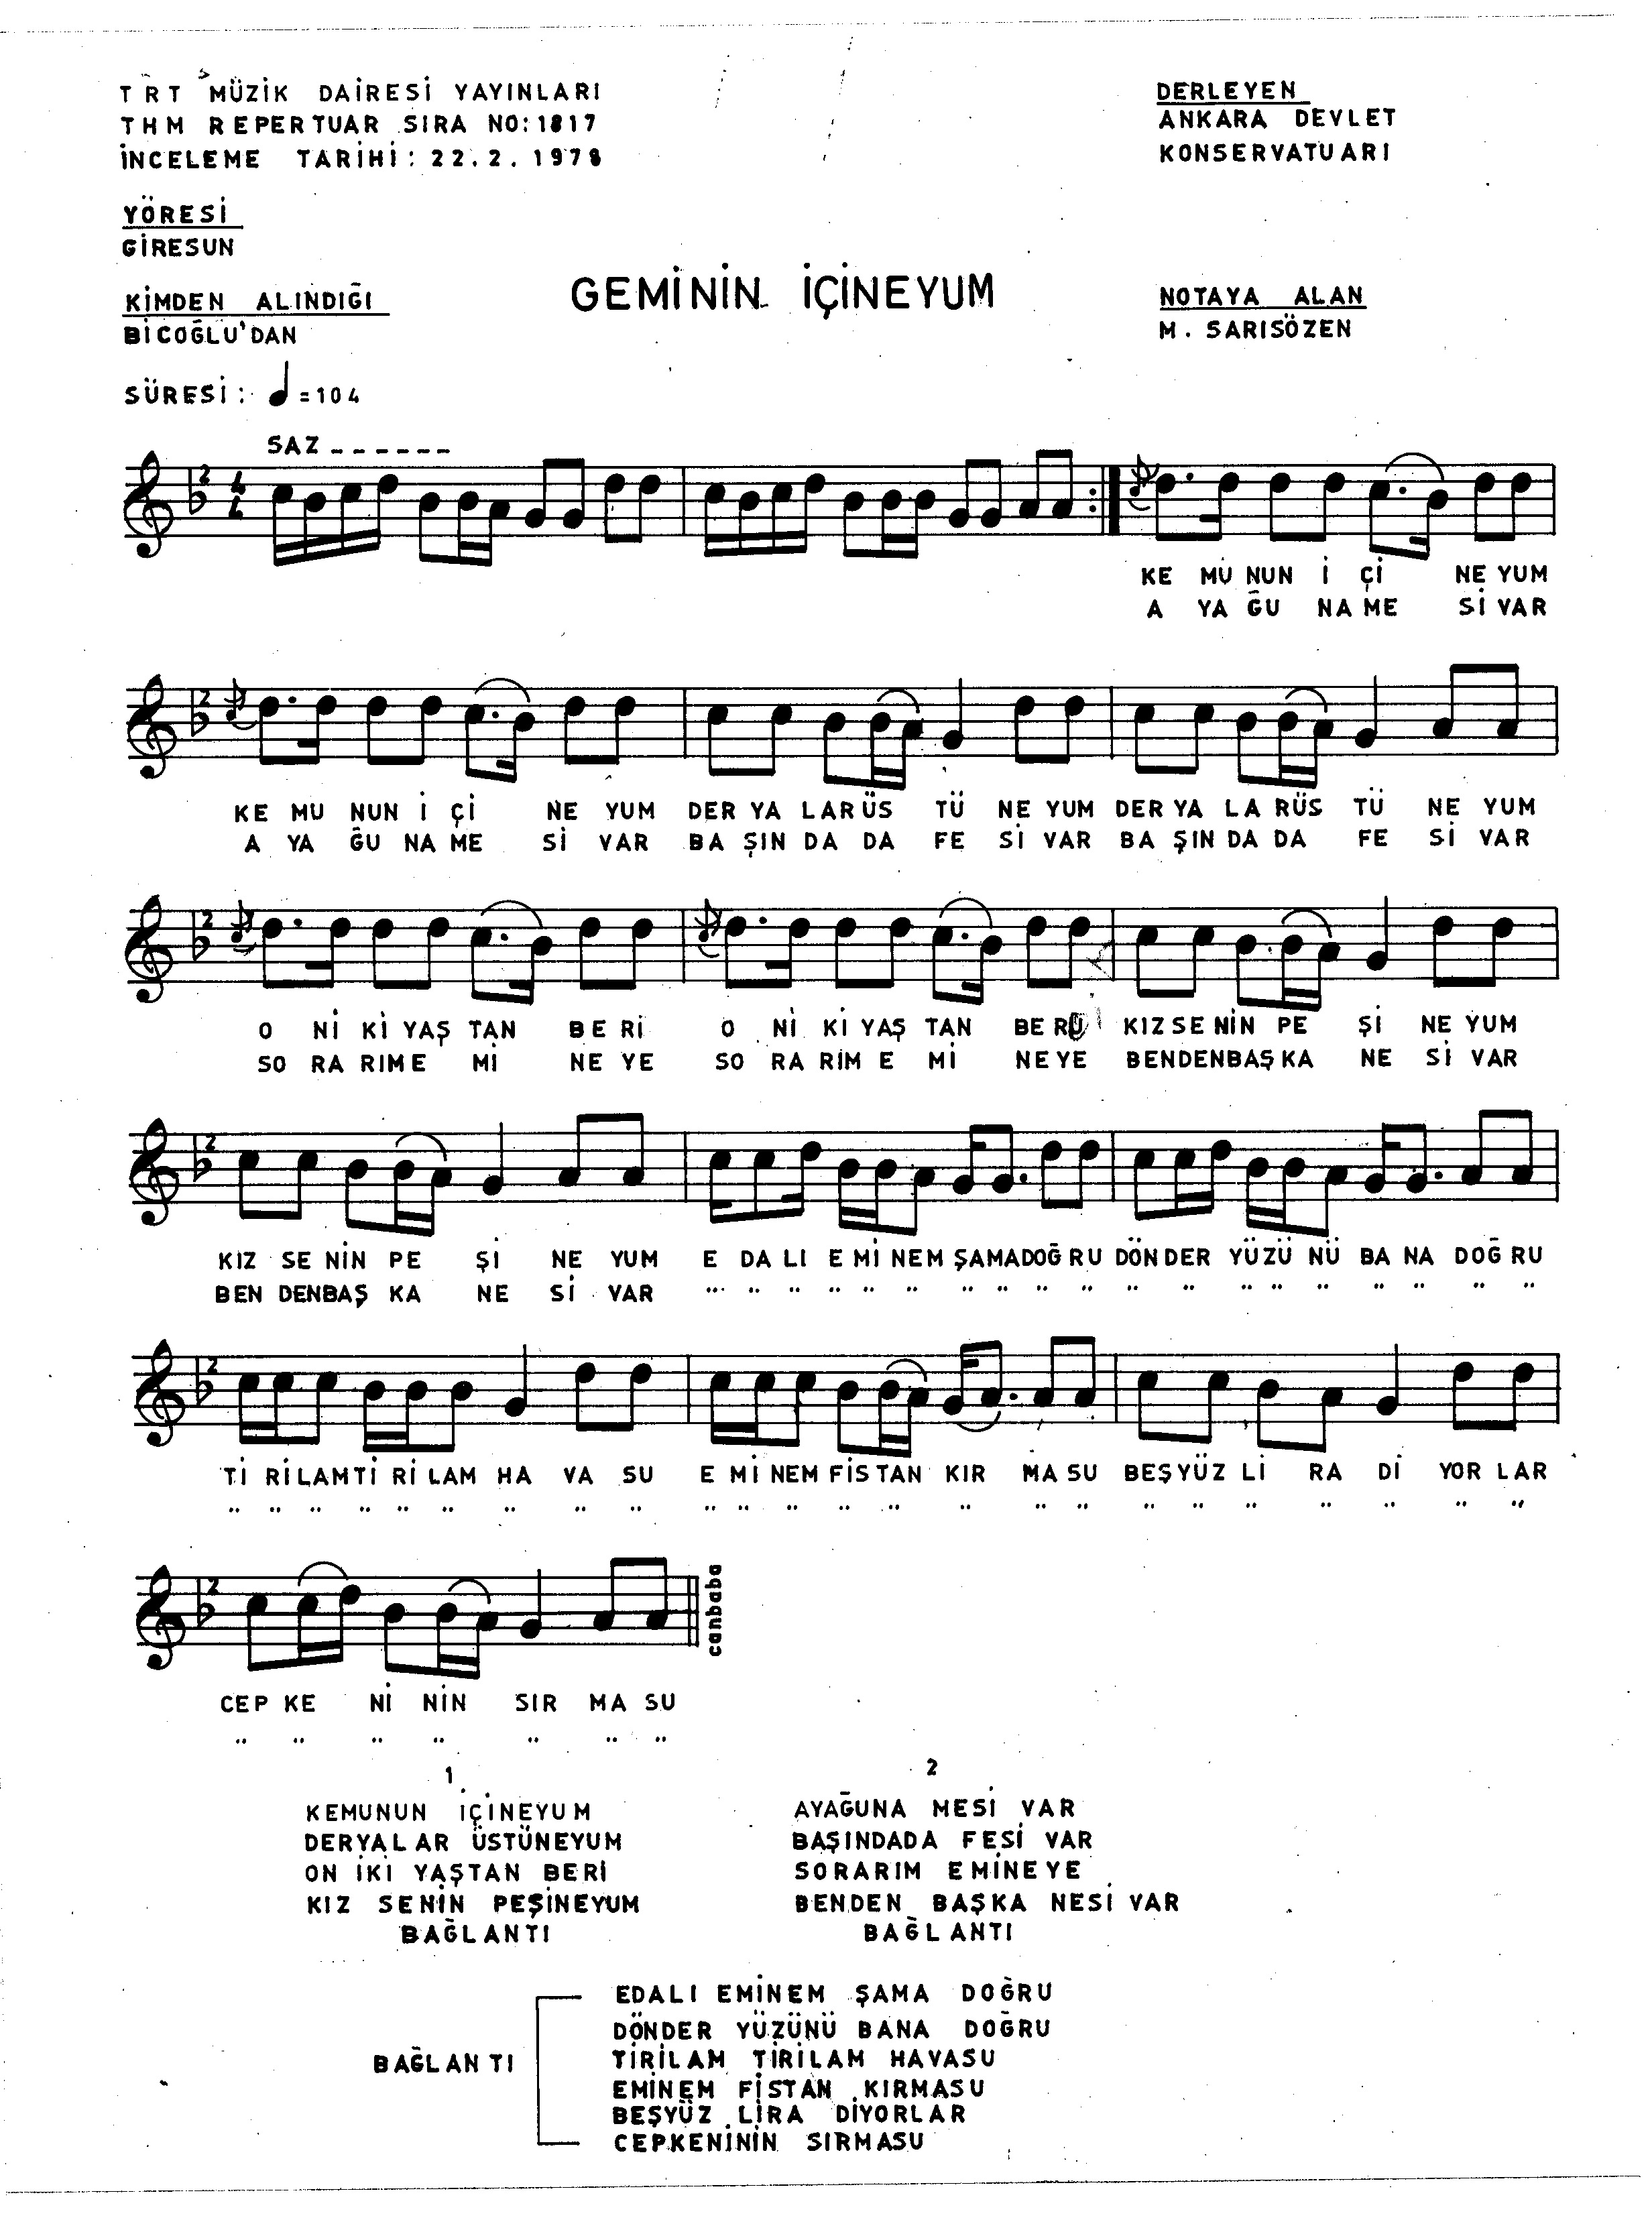 TRT MÜZİK DAİRESİ YAYINLARI
THM REPERTUAR SIRA NO: 1817
İNCELEME TARİHİ: 22.2.1978
DERLEYEN
ANKARA DEVLET
KONSERVATUARI
YÖRESİ
GİRESUN
KİMDEN ALINDIĞI
BİCOĞLU'DAN
GEMİNİN İÇİNEYUM
NOTAYA ALAN
M. SARISÖZEN
SÜRESİ: ♩=104
SAZ _ _ _ _ _ _
KE MU NUN İ Çİ NE YUM
A YA ĞU NA ME Sİ VAR
KE MU NUN İ Çİ NE YUM DER YA LAR ÜS TÜ NE YUM DER YA LA RÜS TÜ NE YUM
A YA ĞU NA ME Sİ VAR BA ŞIN DA DA FE Sİ VAR BA ŞIN DA DA FE Sİ VAR
O Nİ Kİ YAŞ TAN BE Rİ O Nİ Kİ YAŞ TAN BE RÜ KIZ SE NİN PE Şİ NE YUM
SO RA RIM E Mİ NE YE SO RA RIM E Mİ NE YE BEN DEN BAŞ KA NE Sİ VAR
KIZ SE NİN PE Şİ NE YUM E DA LI E Mİ NEM ŞA MA DOĞ RU DÖN DER YÜ ZÜ NÜ BA NA DOĞ RU
BEN DEN BAŞ KA NE Sİ VAR " " " " " " " " " " " " " " " " " " "
Tİ Rİ LAM Tİ Rİ LAM HA VA SU E Mİ NEM FİS TAN KIR MA SU BEŞ YÜZ Lİ RA Dİ YOR LAR
" " " " " " " " " " " " " " " " " " " " " " "
CEP KE Nİ NİN SIR MA SU
" " " " " " "
canbaba
1
KEMUNUN İÇİNEYUM
DERYALAR ÜSTÜNEYUM
ON İKİ YAŞTAN BERİ
KIZ SENİN PEŞİNEYUM
BAĞLANTI
2
AYAĞUNA MESİ VAR
BAŞINDADA FESİ VAR
SORARIM EMİNEYE
BENDEN BAŞKA NESİ VAR
BAĞLANTI
BAĞLANTI
EDALI EMİNEM ŞAMA DOĞRU
DÖNDER YÜZÜNÜ BANA DOĞRU
TİRİLAM TİRİLAM HAVASU
EMİNEM FİSTAN KIRMASU
BEŞYÜZ LİRA DİYORLAR
CEPKENİNİN SIRMASU